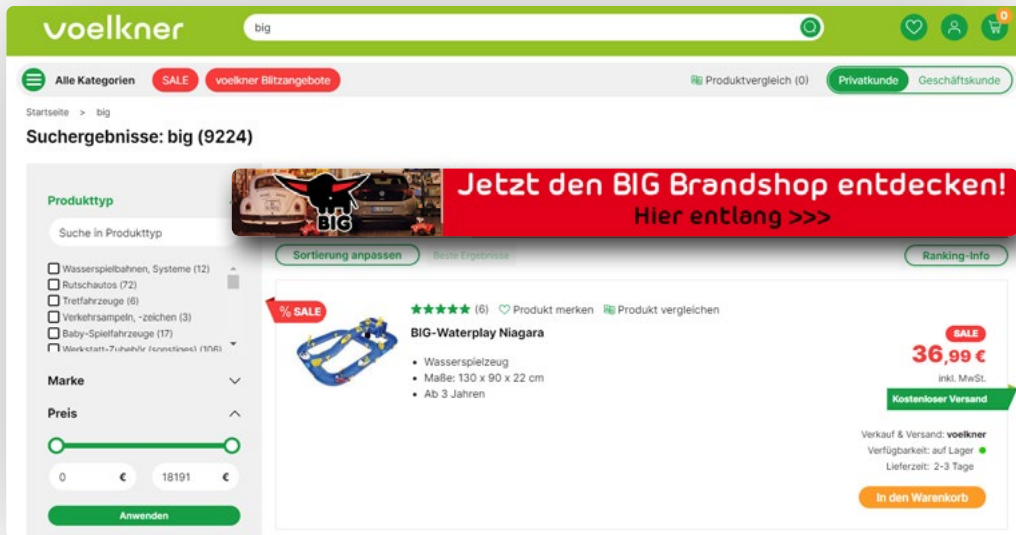 voelkner
big
0
Alle Kategorien
SALE
voelkner Blitzangebote
Produktvergleich (0)
Privatkunde
Geschäftskunde
Startseite > big
Suchergebnisse: big (9224)
BIG
Jetzt den BIG Brandshop entdecken!
Hier entlang >>>
Produkttyp
Suche in Produkttyp
Wasserspielbahnen, Systeme (12)
Rutschautos (72)
Tretfahrzeuge (6)
Verkehrsampeln, -zeichen (3)
Baby-Spielfahrzeuge (17)
Werkstatt-Zubehör (sonstiges) (106)
Marke
Preis
0 €
18191 €
Anwenden
Sortierung anpassen
Beste Ergebnisse
Ranking-Info
% SALE
★★★★★ (6) Produkt merken Produkt vergleichen
BIG-Waterplay Niagara
• Wasserspielzeug
• Maße: 130 x 90 x 22 cm
• Ab 3 Jahren
SALE
36,99 €
inkl. MwSt.
Kostenloser Versand
Verkauf & Versand: voelkner
Verfügbarkeit: auf Lager
Lieferzeit: 2-3 Tage
In den Warenkorb